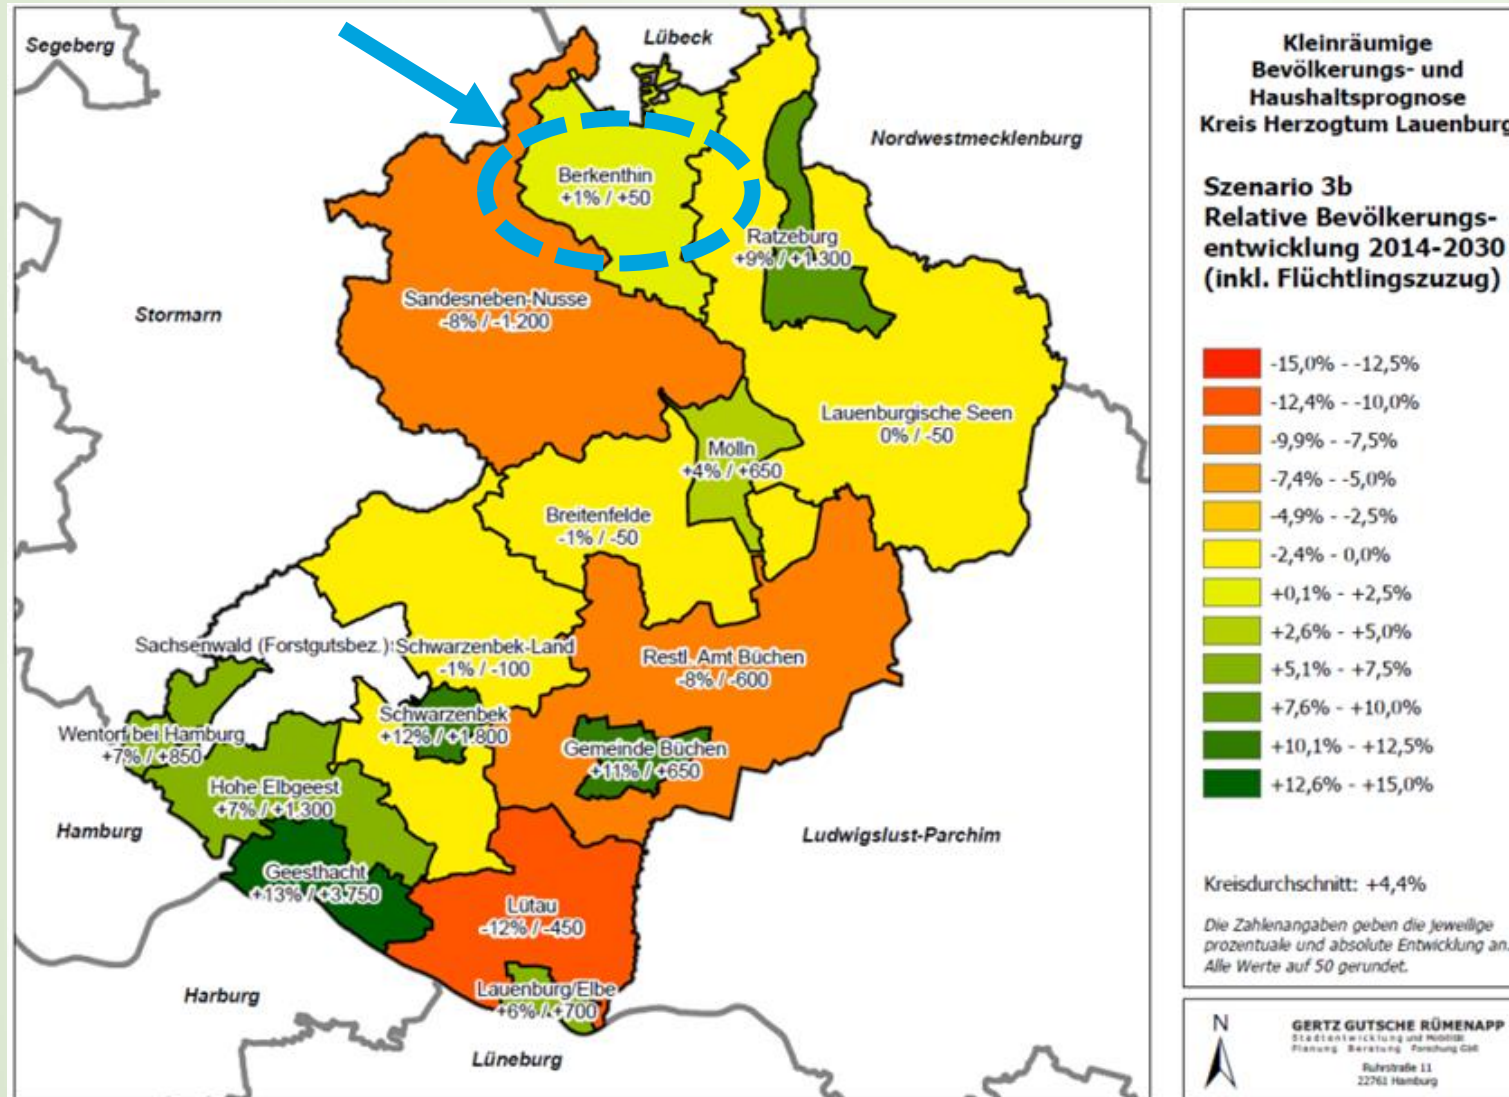 Segeberg
Lübeck
Nordwestmecklenburg
Berkenthin
+1% / +50
Ratzeburg
+9% / +1.300
Sandesneben-Nusse
-8% / -1.200
Stormarn
Lauenburgische Seen
0% / -50
Mölln
+4% / +650
Breitenfelde
-1% / -50
Sachsenwald (Forstgutsbez.):
Schwarzenbek-Land
-1% / -100
Restl. Amt Büchen
-8% / -600
Schwarzenbek
+12% / +1.800
Wentorf bei Hamburg
+7% / +850
Gemeinde Büchen
+11% / +650
Hohe Elbgeest
+7% / +1.300
Hamburg
Ludwigslust-Parchim
Geesthacht
+13% / +3.750
Lütau
-12% / -450
Harburg
Lauenburg/Elbe
+6% / +700
Lüneburg
Kleinräumige
Bevölkerungs- und
Haushaltsprognose
Kreis Herzogtum Lauenburg
Szenario 3b
Relative Bevölkerungs-
entwicklung 2014-2030
(inkl. Flüchtlingszuzug)
-15,0% - -12,5%
-12,4% - -10,0%
-9,9% - -7,5%
-7,4% - -5,0%
-4,9% - -2,5%
-2,4% - 0,0%
+0,1% - +2,5%
+2,6% - +5,0%
+5,1% - +7,5%
+7,6% - +10,0%
+10,1% - +12,5%
+12,6% - +15,0%
Kreisdurchschnitt: +4,4%
Die Zahlenangaben geben die jeweilige
prozentuale und absolute Entwicklung an.
Alle Werte auf 50 gerundet.
N
GERTZ GUTSCHE RÜMENAPP
Stadtentwicklung und Mobilität
Planung Beratung Forschung GbR
Ruhrstraße 11
22761 Hamburg